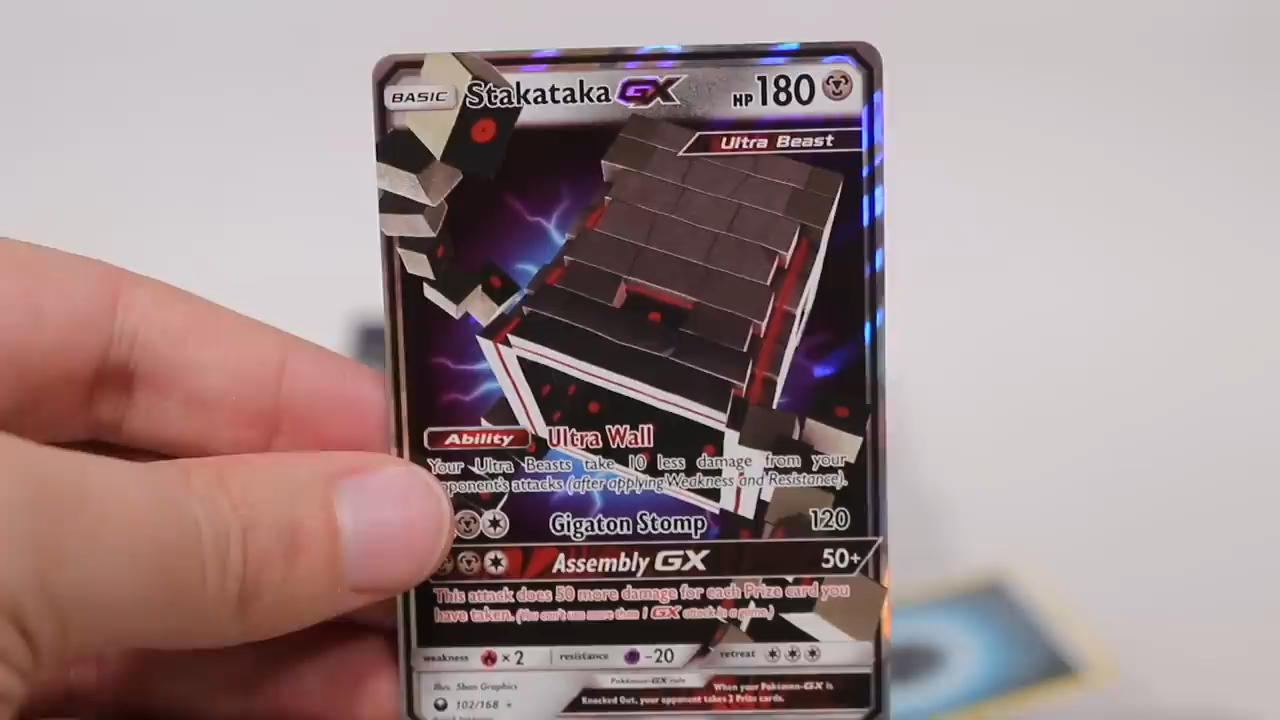 BASIC Stakataka GX HP 180
Ultra Beast
Ability Ultra Wall
Your Ultra Beasts take 10 less damage from your
opponent's attacks (after applying Weakness and Resistance).
Gigaton Stomp 120
Assembly GX 50+
This attack does 50 more damage for each Prize card you
have taken. (You can't use more than 1 GX attack in a game.)
weakness ×2 resistance -20 retreat
Illus. 5ban Graphics Pokémon-GX rule When your Pokémon-GX is
102/168 Knocked Out, your opponent takes 2 Prize cards.